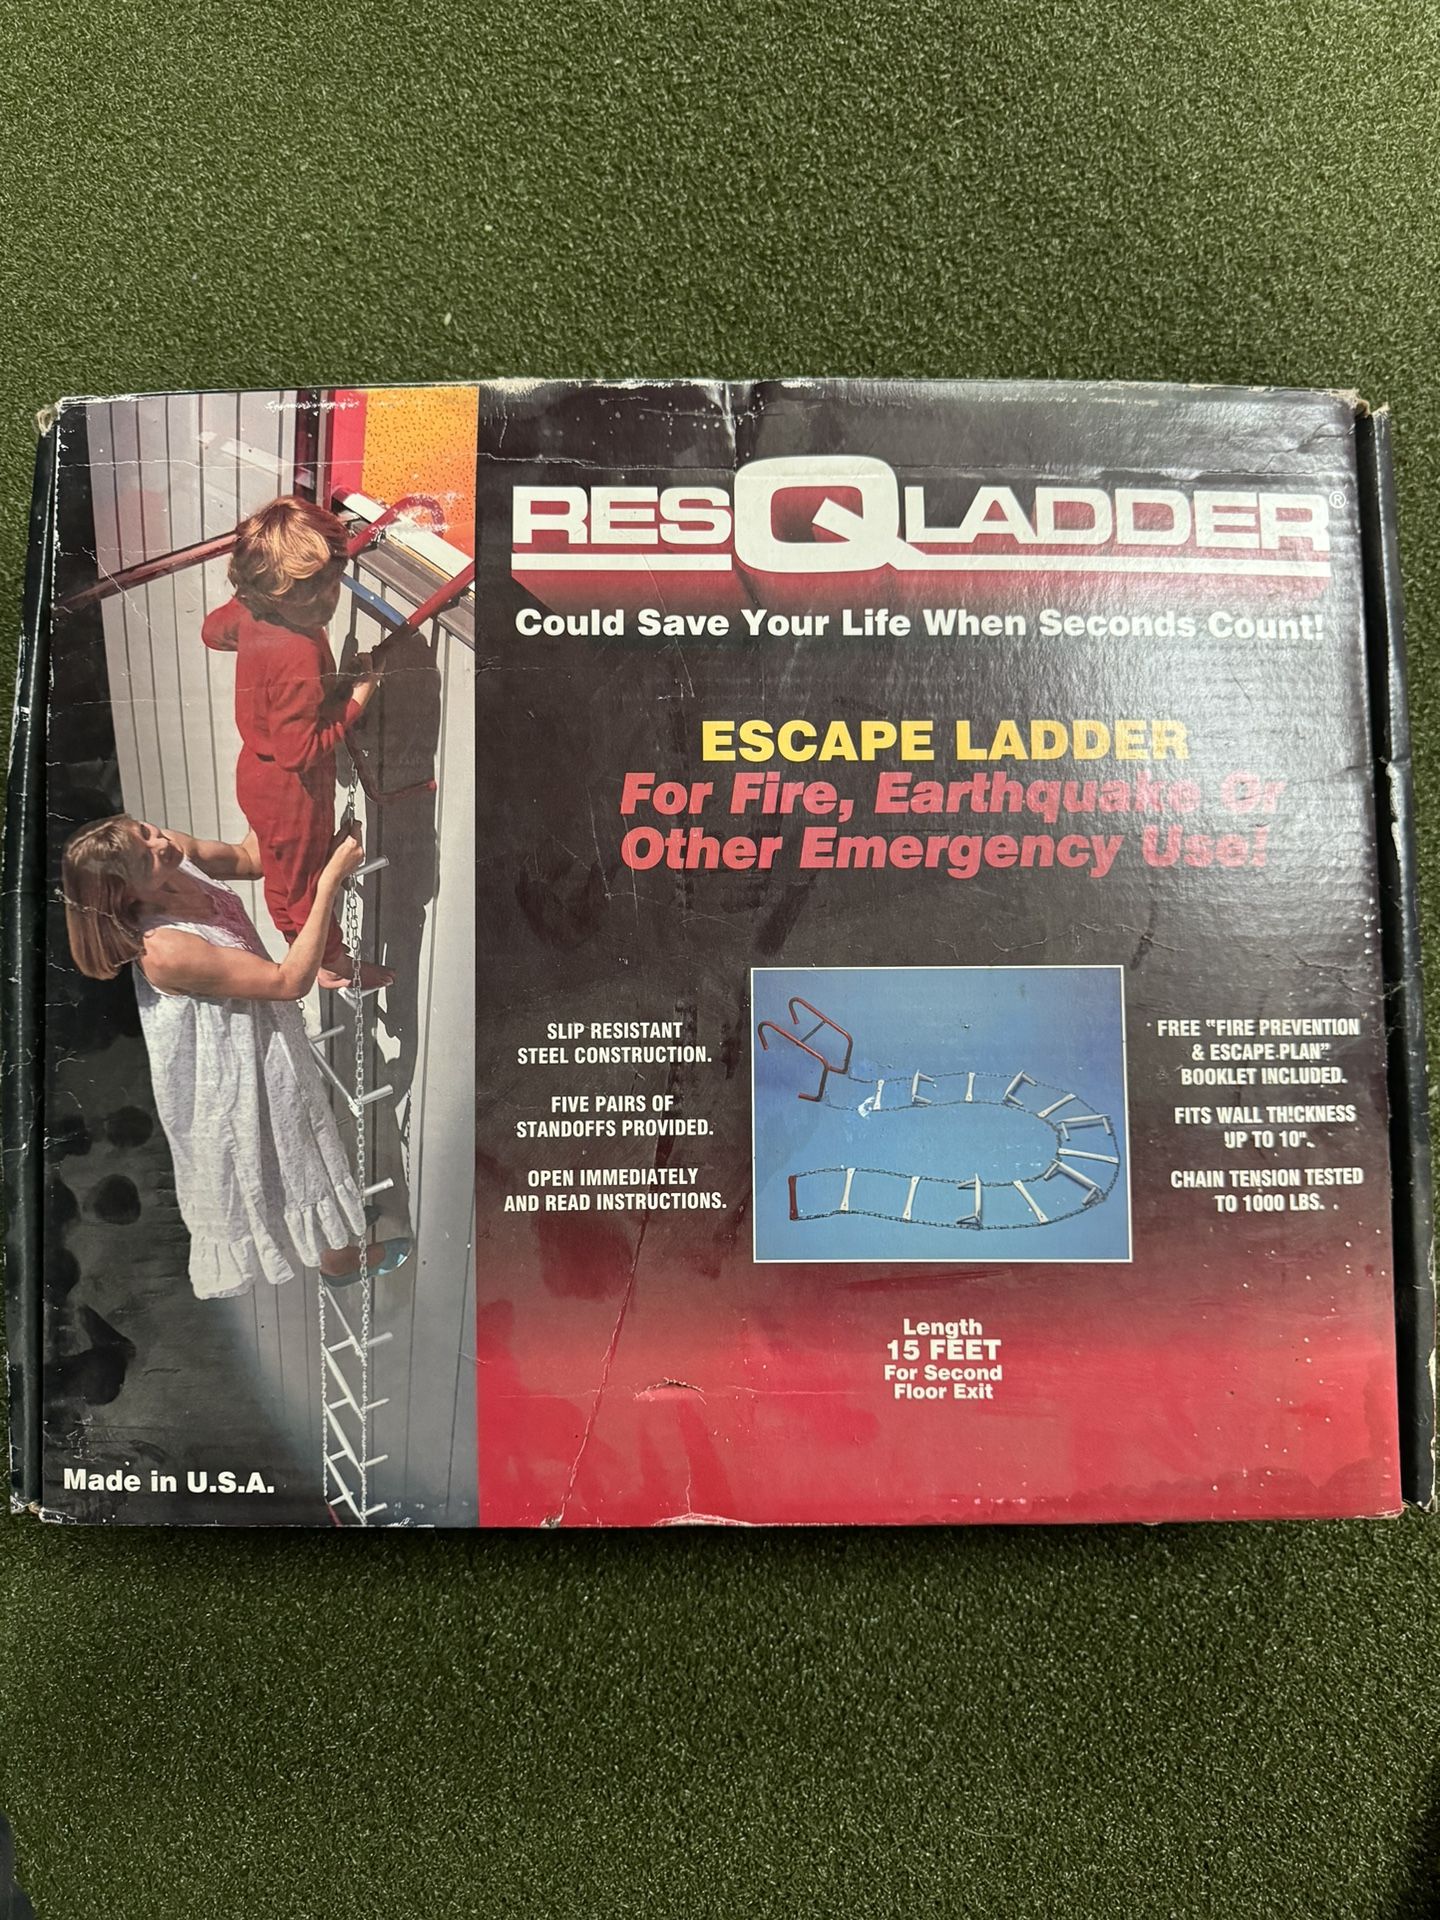 RESQLADDER®
Could Save Your Life When Seconds Count!
ESCAPE LADDER
For Fire, Earthquake Or
Other Emergency Use!
SLIP RESISTANT
STEEL CONSTRUCTION.
FIVE PAIRS OF
STANDOFFS PROVIDED.
OPEN IMMEDIATELY
AND READ INSTRUCTIONS.
FREE "FIRE PREVENTION
& ESCAPE PLAN"
BOOKLET INCLUDED.
FITS WALL THICKNESS
UP TO 10".
CHAIN TENSION TESTED
TO 1000 LBS.
Length
15 FEET
For Second
Floor Exit
Made in U.S.A.